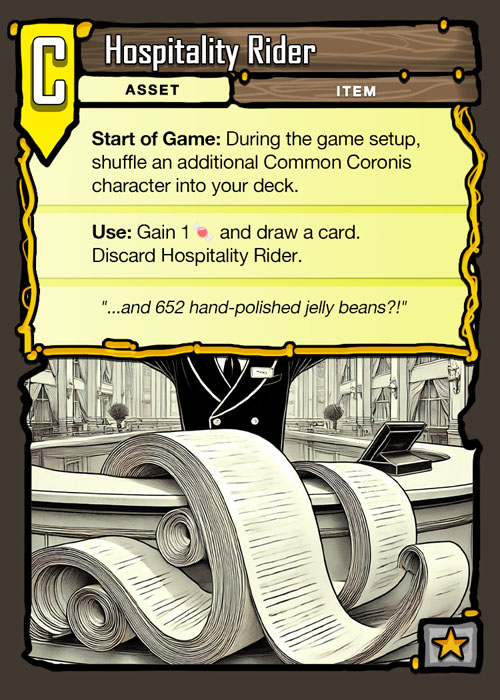 C
Hospitality Rider
ASSET
ITEM
Start of Game: During the game setup,
shuffle an additional Common Coronis
character into your deck.
Use: Gain 1 and draw a card.
Discard Hospitality Rider.
"...and 652 hand-polished jelly beans?!"